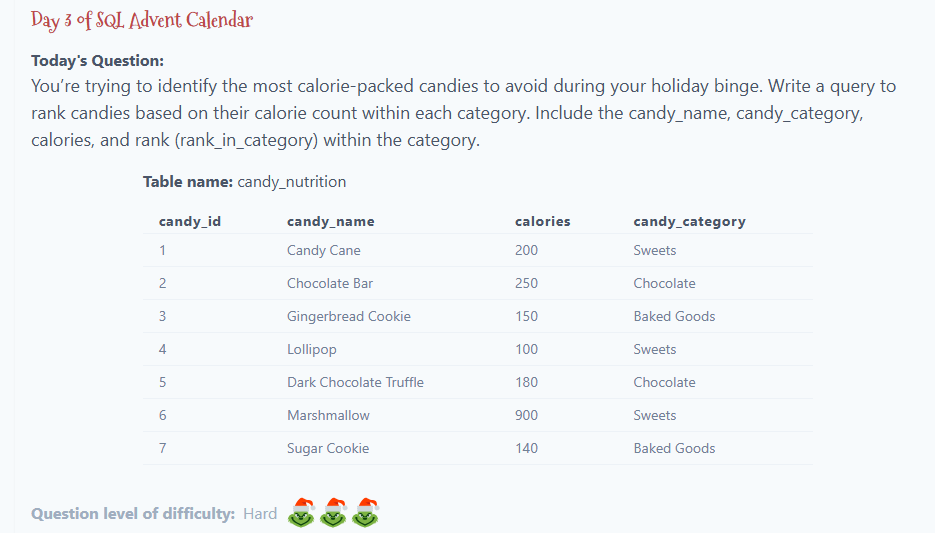 Day 3 of SQL Advent Calendar
Today's Question:
You’re trying to identify the most calorie-packed candies to avoid during your holiday binge. Write a query to
rank candies based on their calorie count within each category. Include the candy_name, candy_category,
calories, and rank (rank_in_category) within the category.
Table name: candy_nutrition
candy_id candy_name calories candy_category
1 Candy Cane 200 Sweets
2 Chocolate Bar 250 Chocolate
3 Gingerbread Cookie 150 Baked Goods
4 Lollipop 100 Sweets
5 Dark Chocolate Truffle 180 Chocolate
6 Marshmallow 900 Sweets
7 Sugar Cookie 140 Baked Goods
Question level of difficulty: Hard